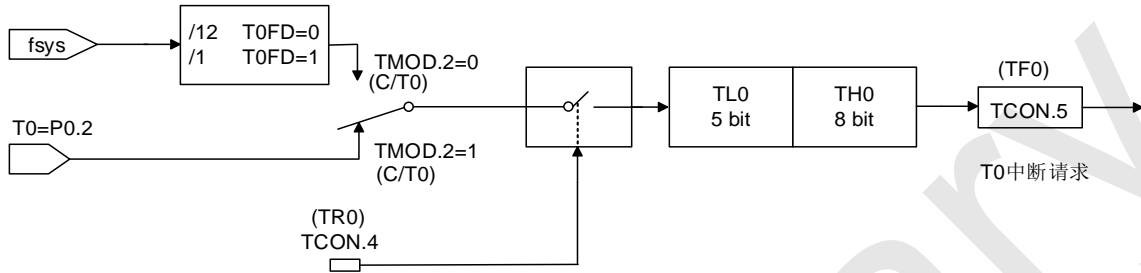 fsys
/12 T0FD=0
/1 T0FD=1
TMOD.2=0
(C/T0)
T0=P0.2
TMOD.2=1
(C/T0)
(TR0)
TCON.4
TL0
5 bit
TH0
8 bit
(TF0)
TCON.5
T0中断请求